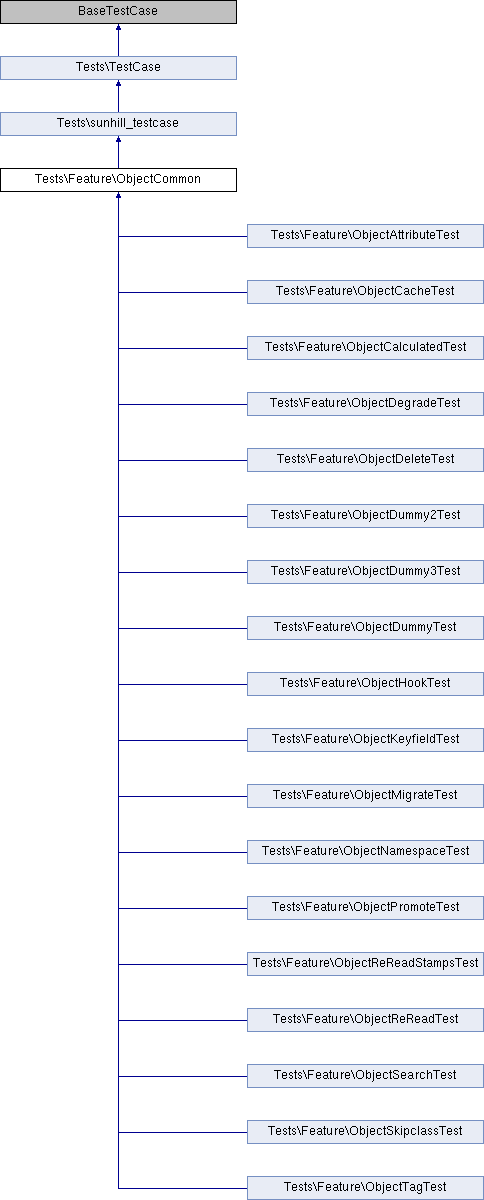 BaseTestCase
Tests\TestCase
Tests\sunhill_testcase
Tests\Feature\ObjectCommon
Tests\Feature\ObjectAttributeTest
Tests\Feature\ObjectCacheTest
Tests\Feature\ObjectCalculatedTest
Tests\Feature\ObjectDegradeTest
Tests\Feature\ObjectDeleteTest
Tests\Feature\ObjectDummy2Test
Tests\Feature\ObjectDummy3Test
Tests\Feature\ObjectDummyTest
Tests\Feature\ObjectHookTest
Tests\Feature\ObjectKeyfieldTest
Tests\Feature\ObjectMigrateTest
Tests\Feature\ObjectNamespaceTest
Tests\Feature\ObjectPromoteTest
Tests\Feature\ObjectReReadStampsTest
Tests\Feature\ObjectReReadTest
Tests\Feature\ObjectSearchTest
Tests\Feature\ObjectSkipclassTest
Tests\Feature\ObjectTagTest